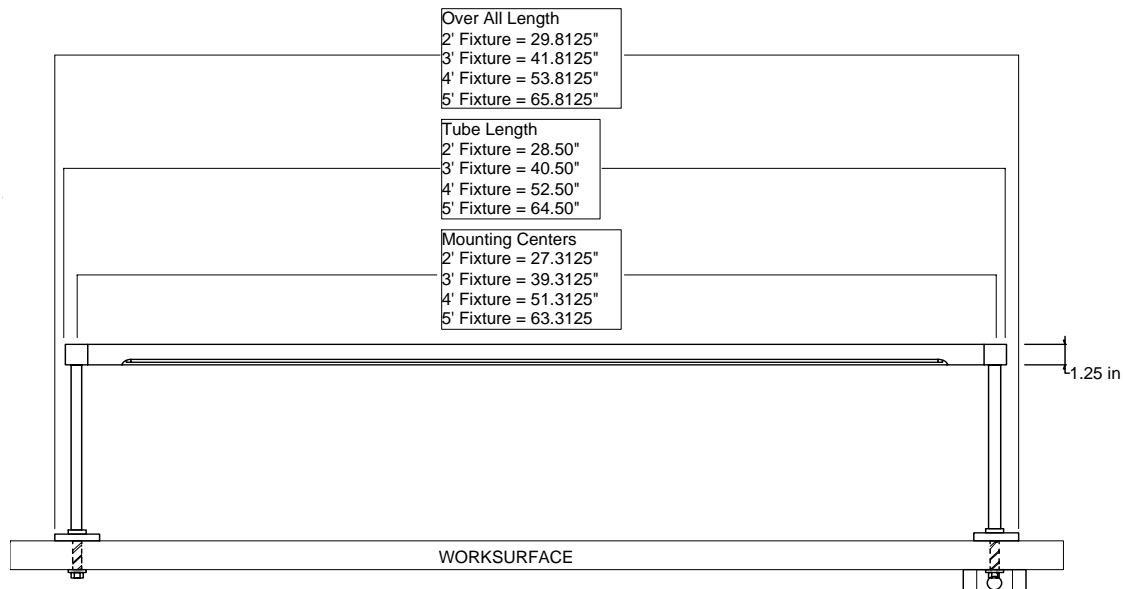 Over All Length
2' Fixture = 29.8125"
3' Fixture = 41.8125"
4' Fixture = 53.8125"
5' Fixture = 65.8125"
Tube Length
2' Fixture = 28.50"
3' Fixture = 40.50"
4' Fixture = 52.50"
5' Fixture = 64.50"
Mounting Centers
2' Fixture = 27.3125"
3' Fixture = 39.3125"
4' Fixture = 51.3125"
5' Fixture = 63.3125
1.25 in
WORKSURFACE